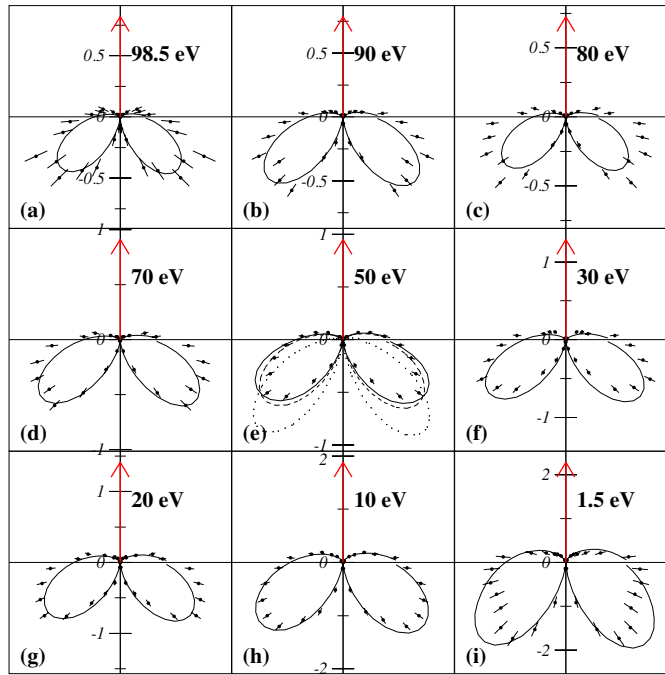 98.5 eV
0.5
0
-0.5
(a)
90 eV
0.5
0
-0.5
(b)
80 eV
0.5
0
-0.5
(c)
1
70 eV
0
-1
(d)
1
50 eV
0
-1
(e)
30 eV
1
0
-1
(f)
20 eV
1
0
-1
(g)
2
10 eV
0
-2
(h)
1.5 eV
2
0
-2
(i)